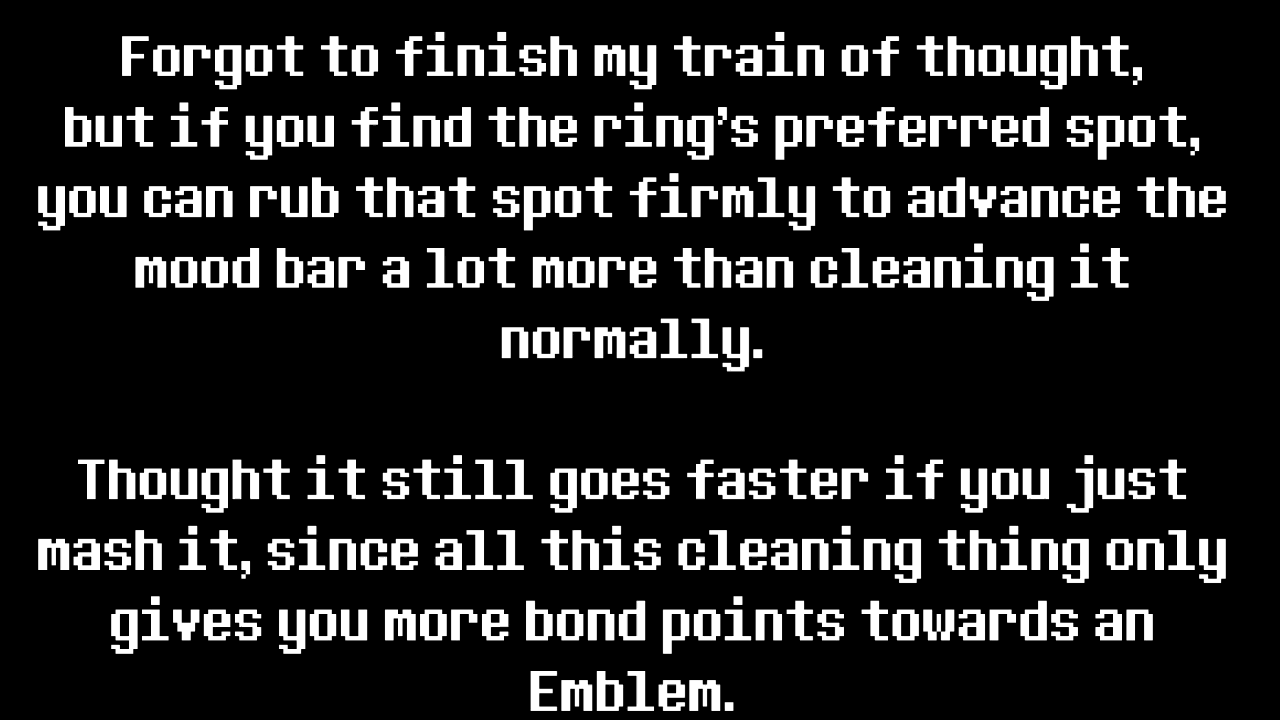 Forgot to finish my train of thought,
but if you find the ring's preferred spot,
you can rub that spot firmly to advance the
mood bar a lot more than cleaning it
normally.
Thought it still goes faster if you just
mash it, since all this cleaning thing only
gives you more bond points towards an
Emblem.